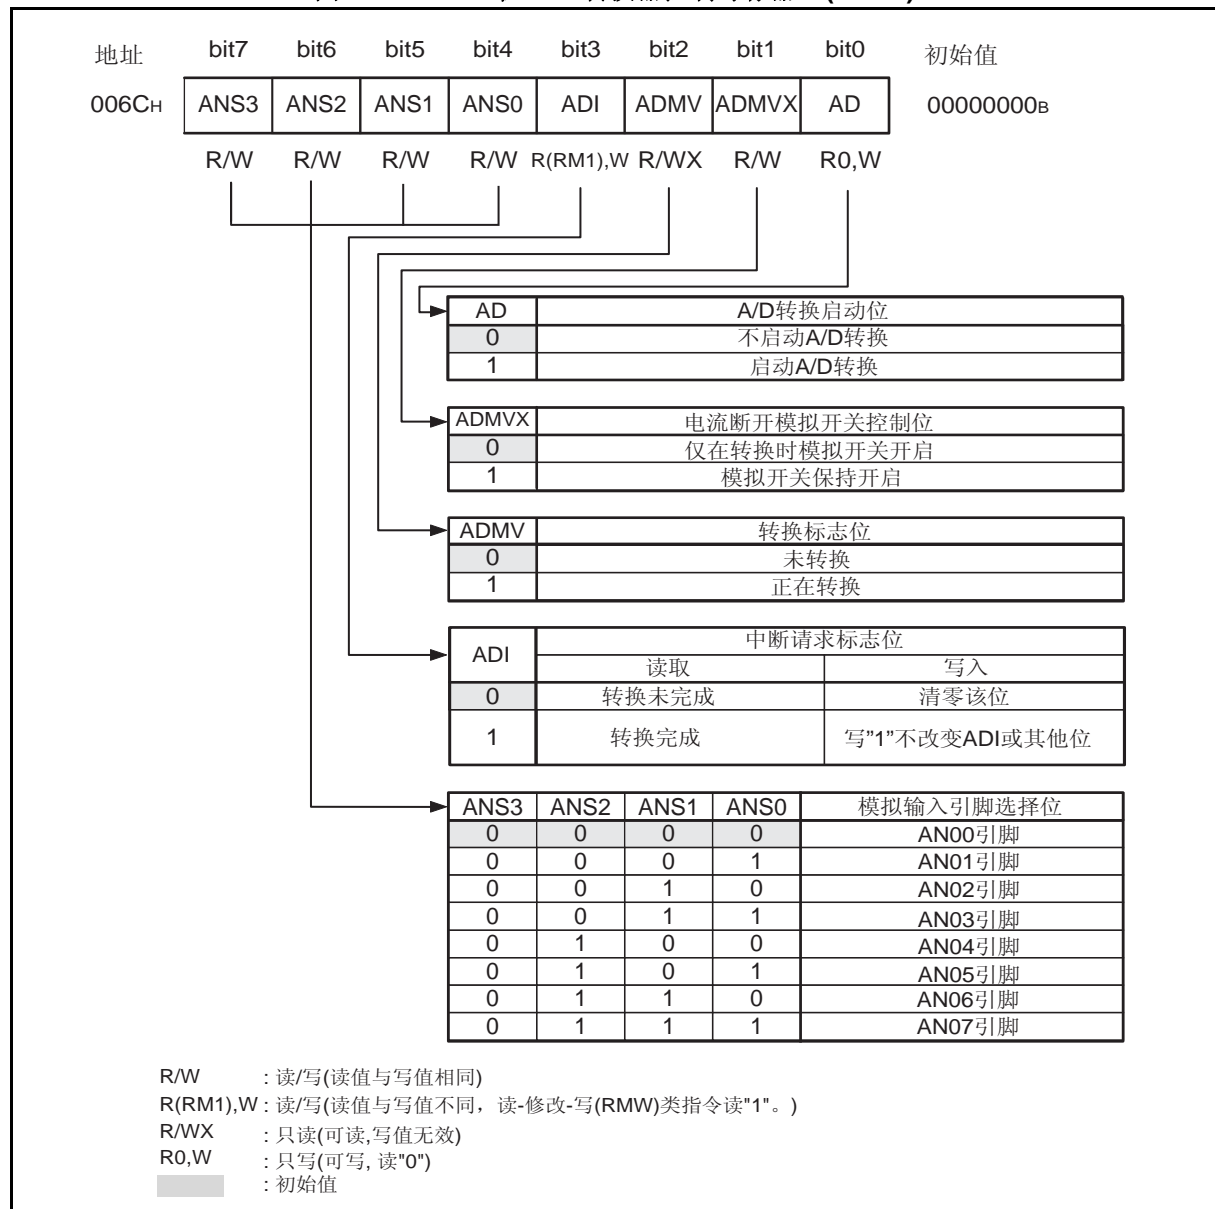 地址 bit7 bit6 bit5 bit4 bit3 bit2 bit1 bit0 初始值
006CH ANS3 ANS2 ANS1 ANS0 ADI ADMV ADMVX AD 00000000B
R/W R/W R/W R/W R(RM1),W R/WX R/W R0,W
AD A/D转换启动位
0 不启动A/D转换
1 启动A/D转换
ADMVX 电流断开模拟开关控制位
0 仅在转换时模拟开关开启
1 模拟开关保持开启
ADMV 转换标志位
0 未转换
1 正在转换
ADI 中断请求标志位
读取 写入
0 转换未完成 清零该位
1 转换完成 写"1"不改变ADI或其他位
ANS3 ANS2 ANS1 ANS0 模拟输入引脚选择位
0 0 0 0 AN00引脚
0 0 0 1 AN01引脚
0 0 1 0 AN02引脚
0 0 1 1 AN03引脚
0 1 0 0 AN04引脚
0 1 0 1 AN05引脚
0 1 1 0 AN06引脚
0 1 1 1 AN07引脚
R/W : 读/写(读值与写值相同)
R(RM1),W : 读/写(读值与写值不同，读-修改-写(RMW)类指令读"1"。)
R/WX : 只读(可读,写值无效)
R0,W : 只写(可写, 读"0")
: 初始值